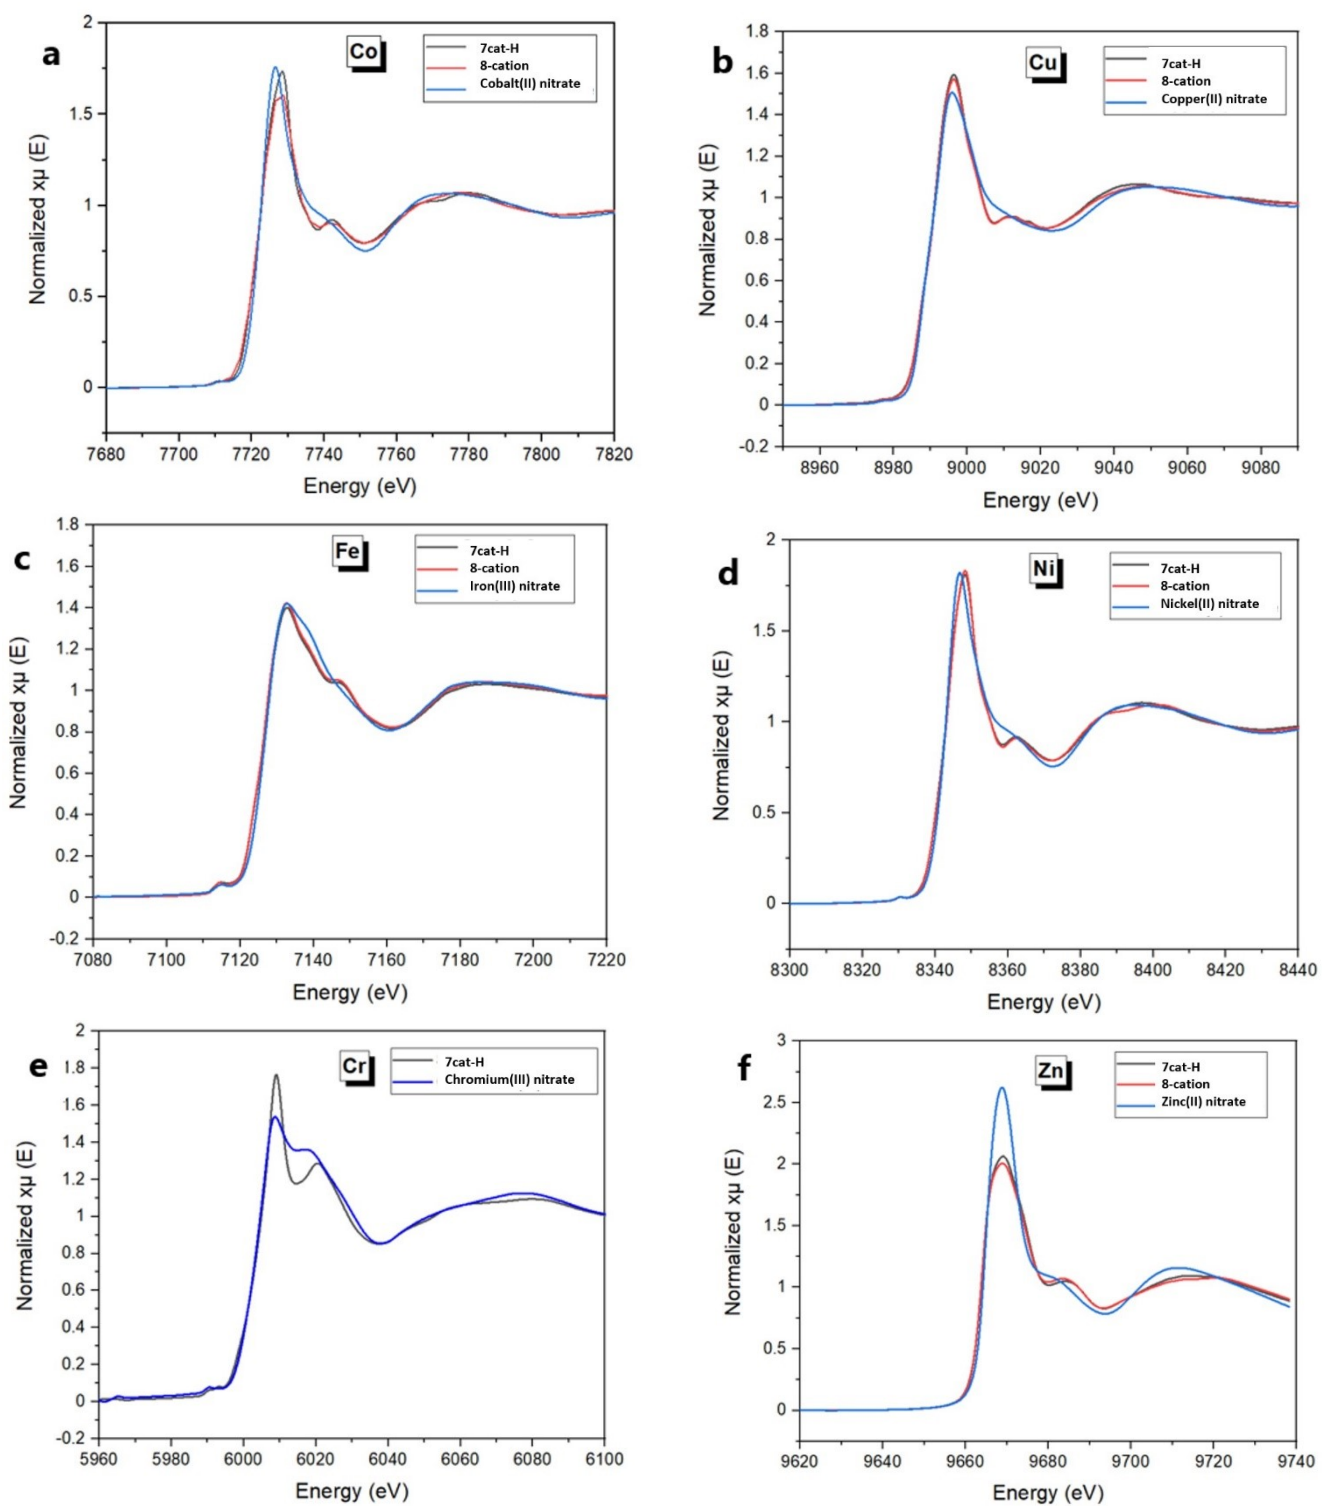 a
Co
7cat-H
8-cation
Cobalt(II) nitrate
Normalized xμ (E)
2
1.5
1
0.5
0
7680 7700 7720 7740 7760 7780 7800 7820
Energy (eV)
b
Cu
7cat-H
8-cation
Copper(II) nitrate
Normalized xμ (E)
1.8
1.6
1.4
1.2
1
0.8
0.6
0.4
0.2
0
-0.2
8960 8980 9000 9020 9040 9060 9080
Energy (eV)
c
Fe
7cat-H
8-cation
Iron(III) nitrate
Normalized xμ (E)
1.8
1.6
1.4
1.2
1
0.8
0.6
0.4
0.2
0
-0.2
7080 7100 7120 7140 7160 7180 7200 7220
Energy (eV)
d
Ni
7cat-H
8-cation
Nickel(II) nitrate
Normalized xμ (E)
2
1.5
1
0.5
0
8300 8320 8340 8360 8380 8400 8420 8440
Energy (eV)
e
Cr
7cat-H
Chromium(III) nitrate
Normalized xμ (E)
2
1.8
1.6
1.4
1.2
1
0.8
0.6
0.4
0.2
0
-0.2
5960 5980 6000 6020 6040 6060 6080 6100
Energy (eV)
f
Zn
7cat-H
8-cation
Zinc(II) nitrate
Normalized xμ (E)
3
2.5
2
1.5
1
0.5
0
9620 9640 9660 9680 9700 9720 9740
Energy (eV)